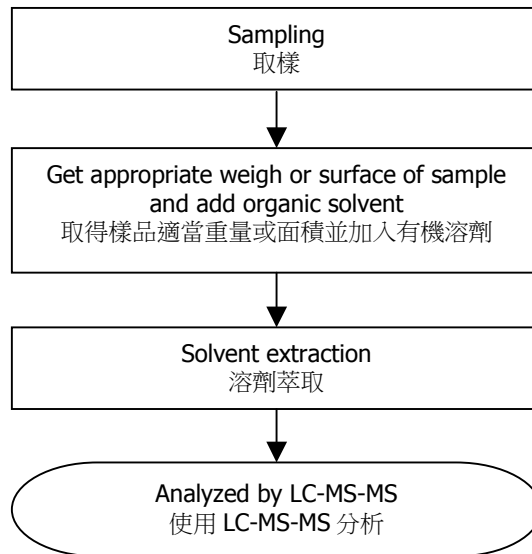 Sampling
取樣
Get appropriate weigh or surface of sample
and add organic solvent
取得樣品適當重量或面積並加入有機溶劑
Solvent extraction
溶劑萃取
Analyzed by LC-MS-MS
使用 LC-MS-MS 分析